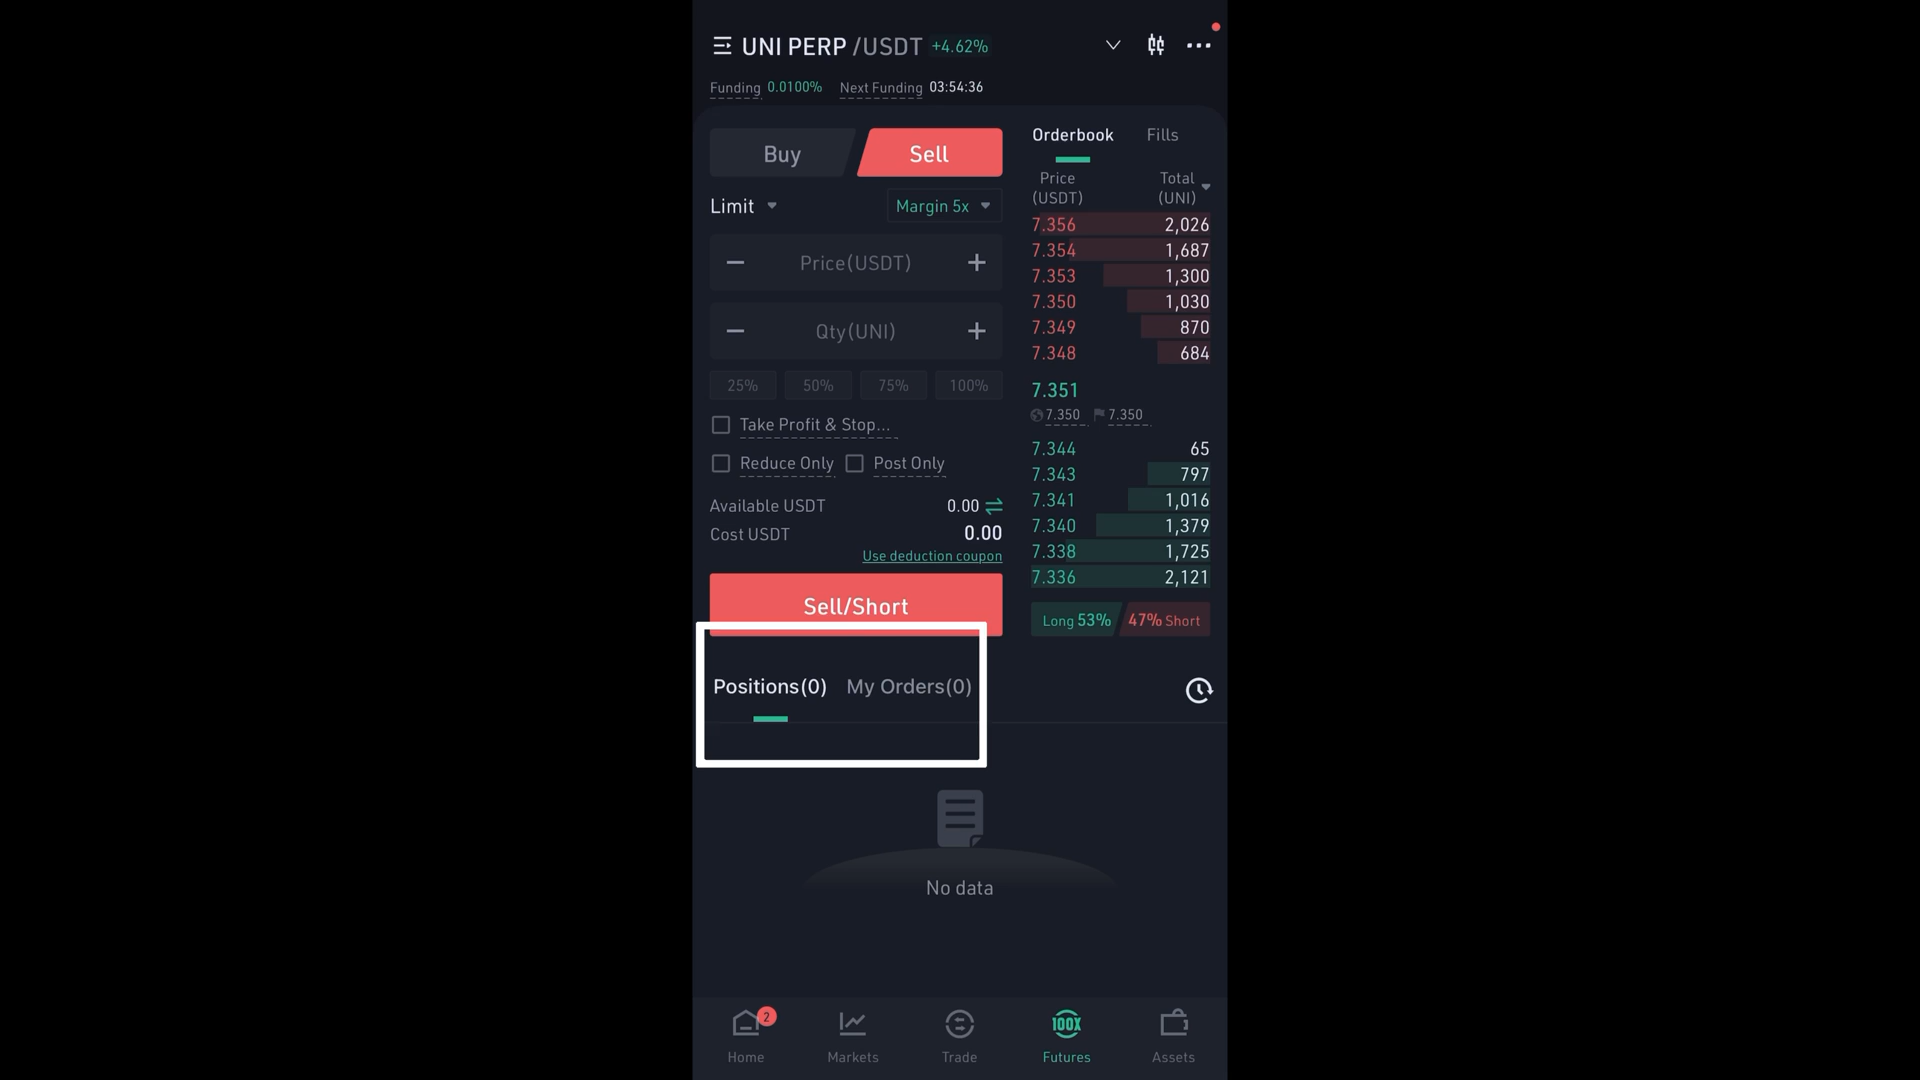 UNI PERP /USDT +4.62%
Funding 0.0100% Next Funding 03:54:36
Buy Sell
Limit Margin 5x
Price(USDT)
Qty(UNI)
25% 50% 75% 100%
Take Profit & Stop...
Reduce Only Post Only
Available USDT 0.00
Cost USDT 0.00
Use deduction coupon
Sell/Short
Orderbook Fills
Price Total
(USDT) (UNI)
7.356 2,026
7.354 1,687
7.353 1,300
7.350 1,030
7.349 870
7.348 684
7.351
7.350 7.350
7.344 65
7.343 797
7.341 1,016
7.340 1,379
7.338 1,725
7.336 2,121
Long 53% 47% Short
Positions(0) My Orders(0)
No data
2 100X
Home Markets Trade Futures Assets